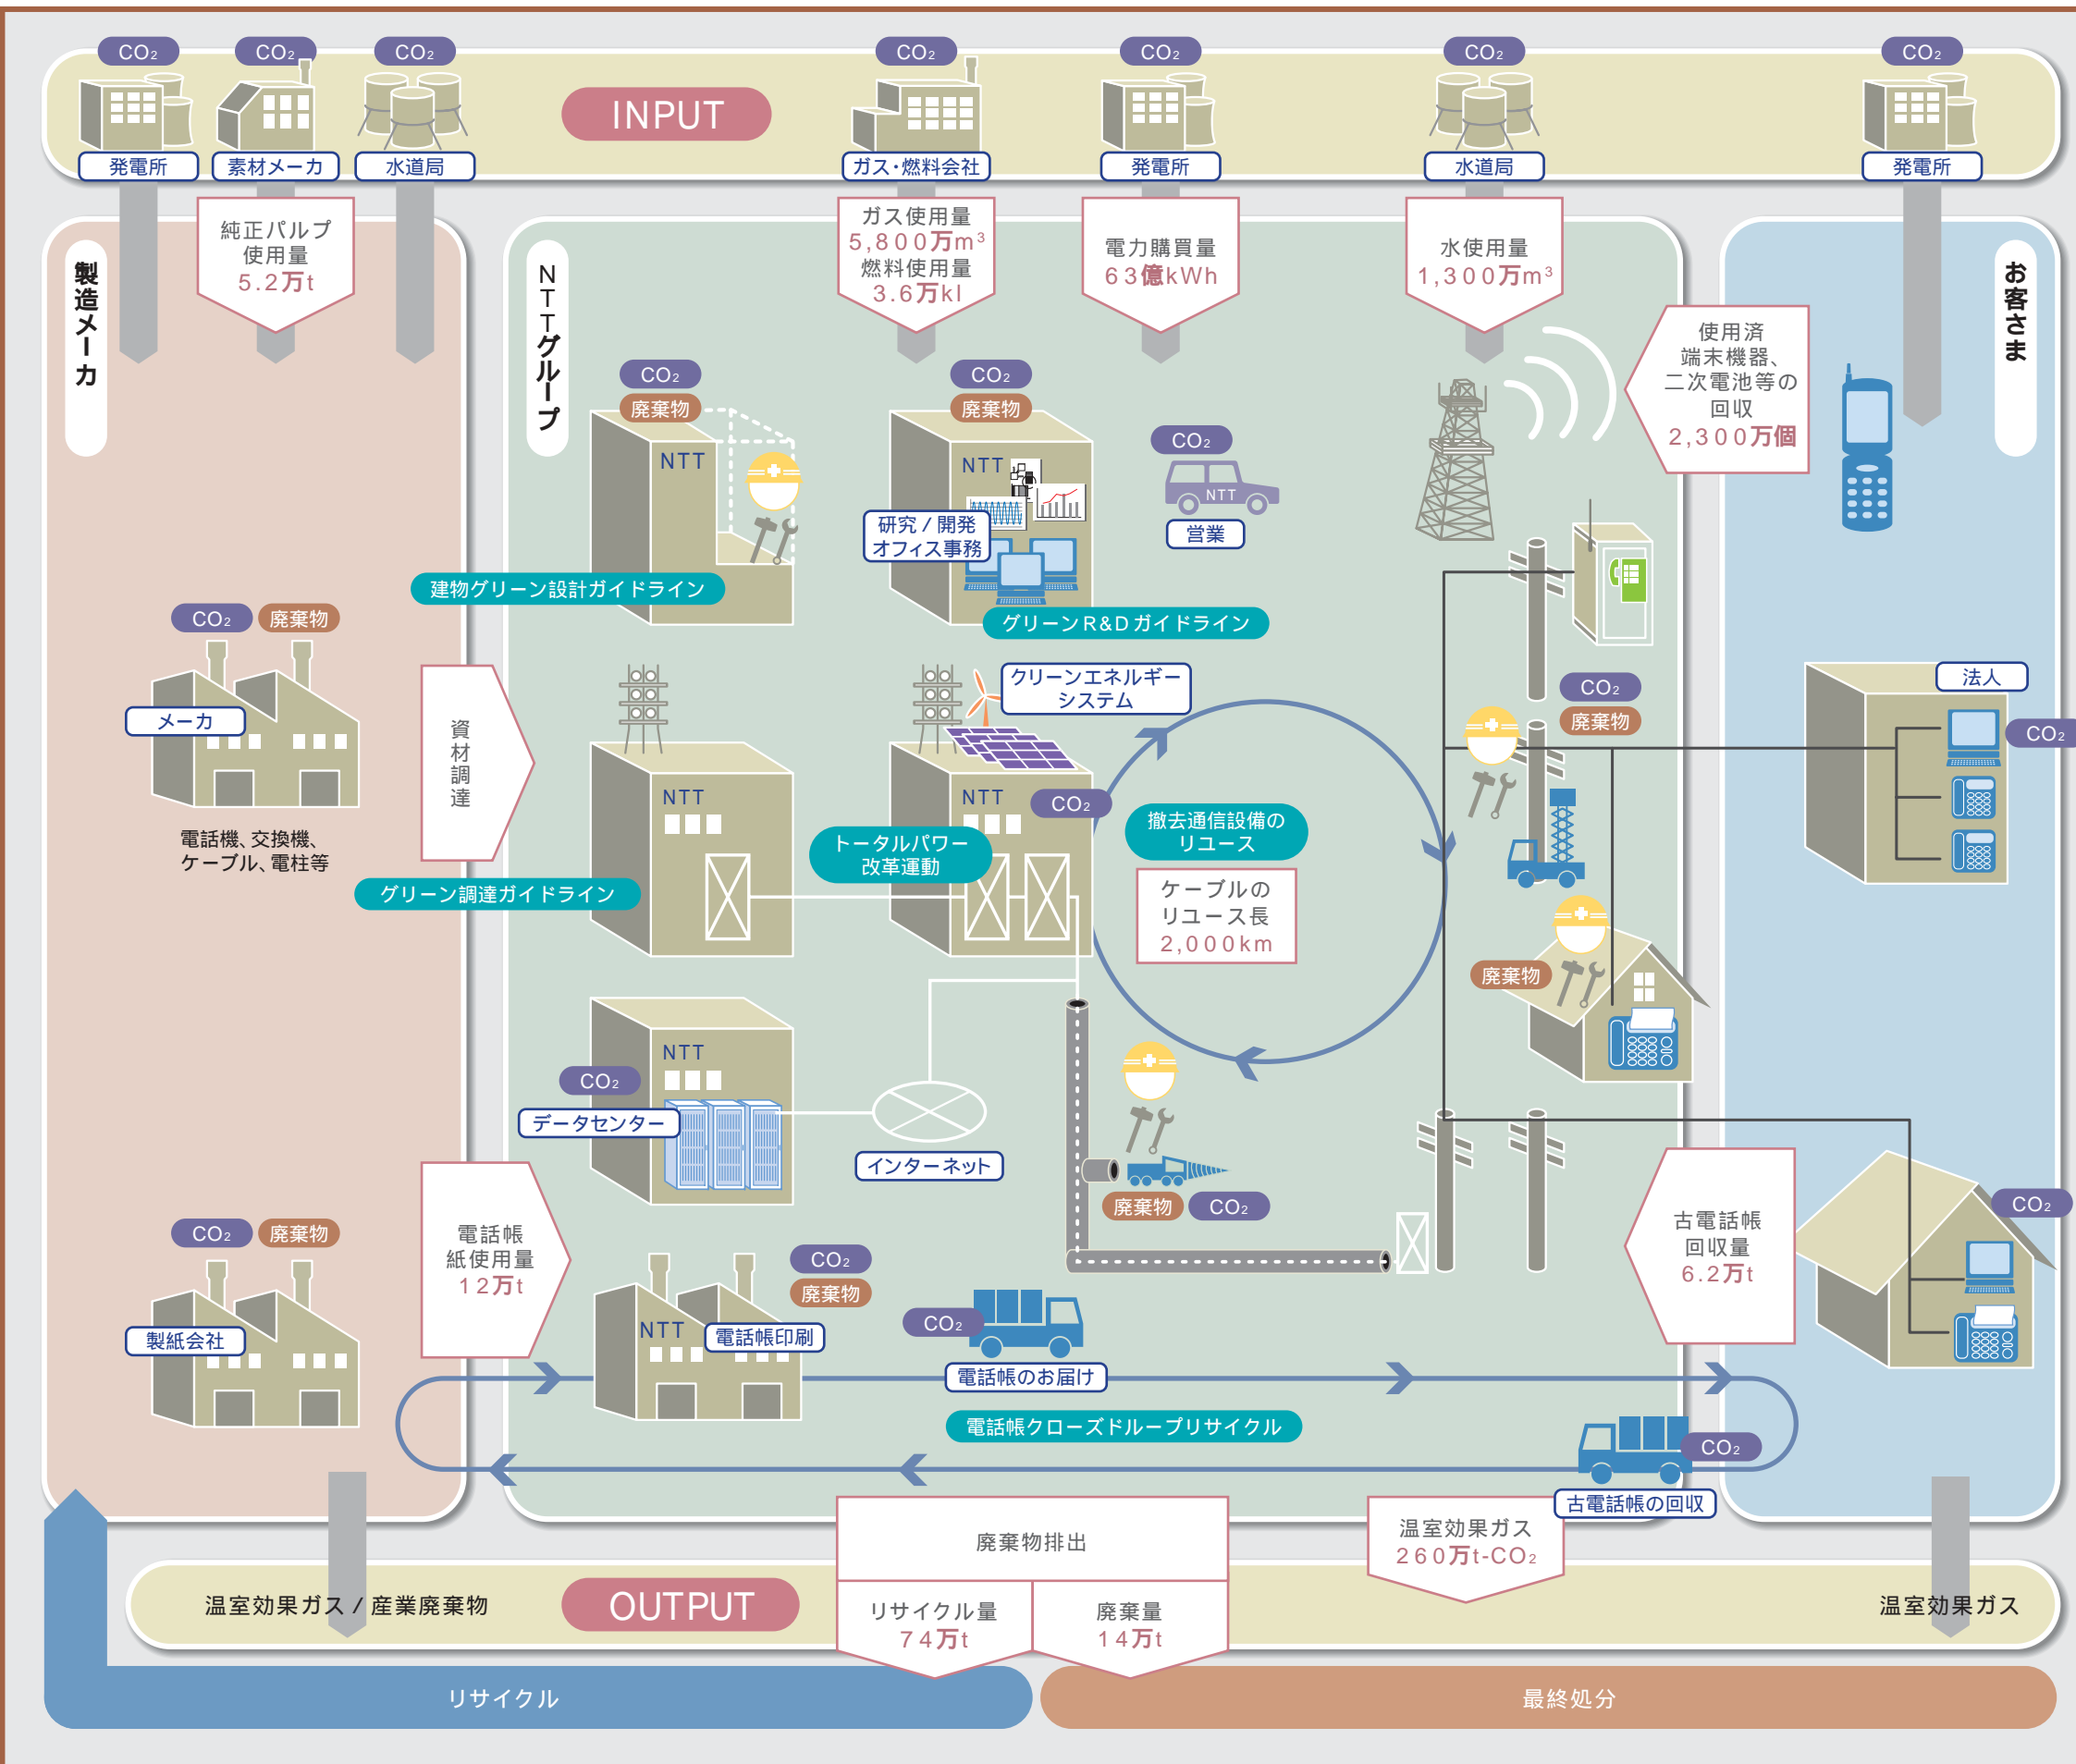 CO₂
CO₂
CO₂
CO₂
CO₂
CO₂
CO₂
INPUT
発電所
素材メーカ
水道局
ガス・燃料会社
発電所
水道局
発電所
純正パルプ
使用量
5.2万t
ガス使用量
5,800万m³
燃料使用量
3.6万kl
電力購買量
63億kWh
水使用量
1,300万m³
製造メーカ
NTTグループ
お客さま
使用済
端末機器、
二次電池等の
回収
2,300万個
CO₂
廃棄物
NTT
CO₂
廃棄物
NTT
研究 / 開発
オフィス事務
CO₂
NTT
営業
建物グリーン設計ガイドライン
グリーンR&Dガイドライン
CO₂
廃棄物
メーカ
電話機、交換機、
ケーブル、電柱等
資材調達
グリーン調達ガイドライン
NTT
クリーンエネルギー
システム
NTT
CO₂
トータルパワー
改革運動
撤去通信設備の
リユース
ケーブルの
リユース長
2,000km
CO₂
廃棄物
法人
CO₂
廃棄物
NTT
CO₂
データセンター
インターネット
廃棄物
CO₂
CO₂
廃棄物
製紙会社
電話帳
紙使用量
12万t
CO₂
廃棄物
NTT
電話帳印刷
CO₂
電話帳のお届け
古電話帳
回収量
6.2万t
CO₂
電話帳クローズドループリサイクル
CO₂
古電話帳の回収
廃棄物排出
温室効果ガス
260万t-CO₂
温室効果ガス / 産業廃棄物
OUTPUT
リサイクル量
74万t
廃棄量
14万t
温室効果ガス
リサイクル
最終処分